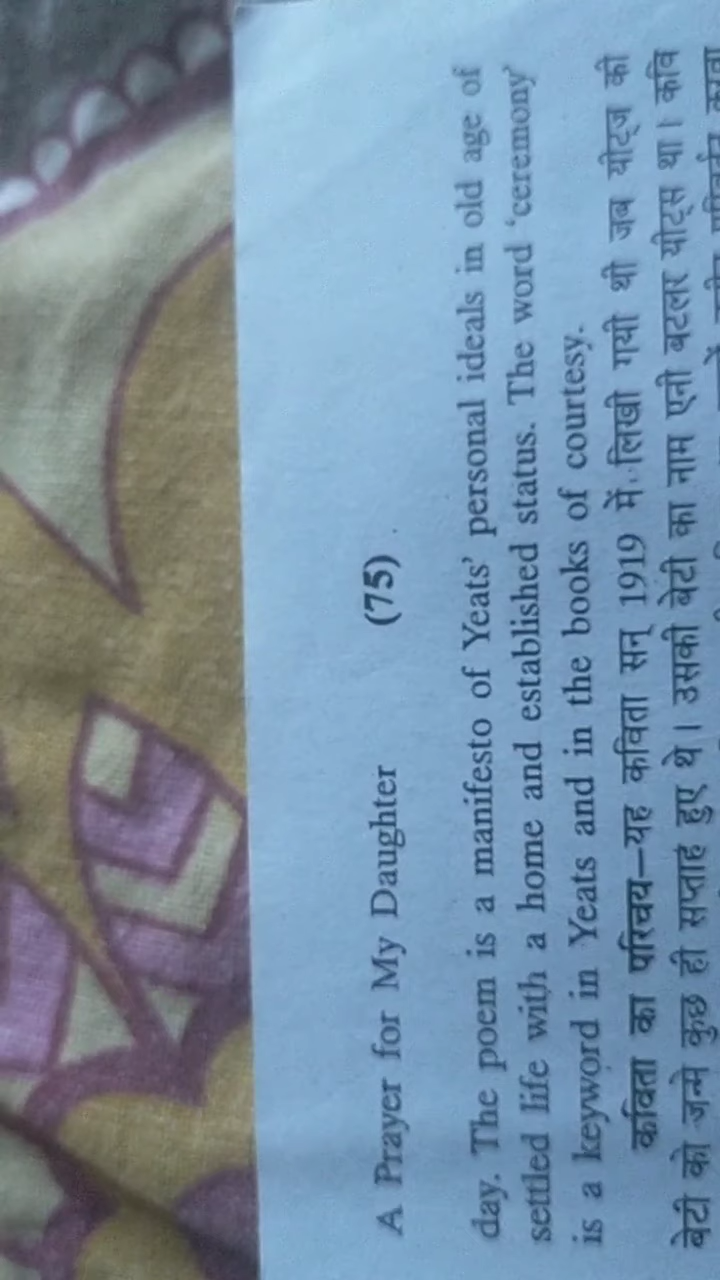 A Prayer for My Daughter (75)
day. The poem is a manifesto of Yeats' personal ideals in old age of
settled life with a home and established status. The word 'ceremony'
is a keyword in Yeats and in the books of courtesy.
कविता का परिचय–यह कविता सन् 1919 में लिखी गयी थी जब यीट्ज की
बेटी को जन्मे कुछ ही सप्ताह हुए थे। उसकी बेटी का नाम एनी बटलर यीट्स था। कवि